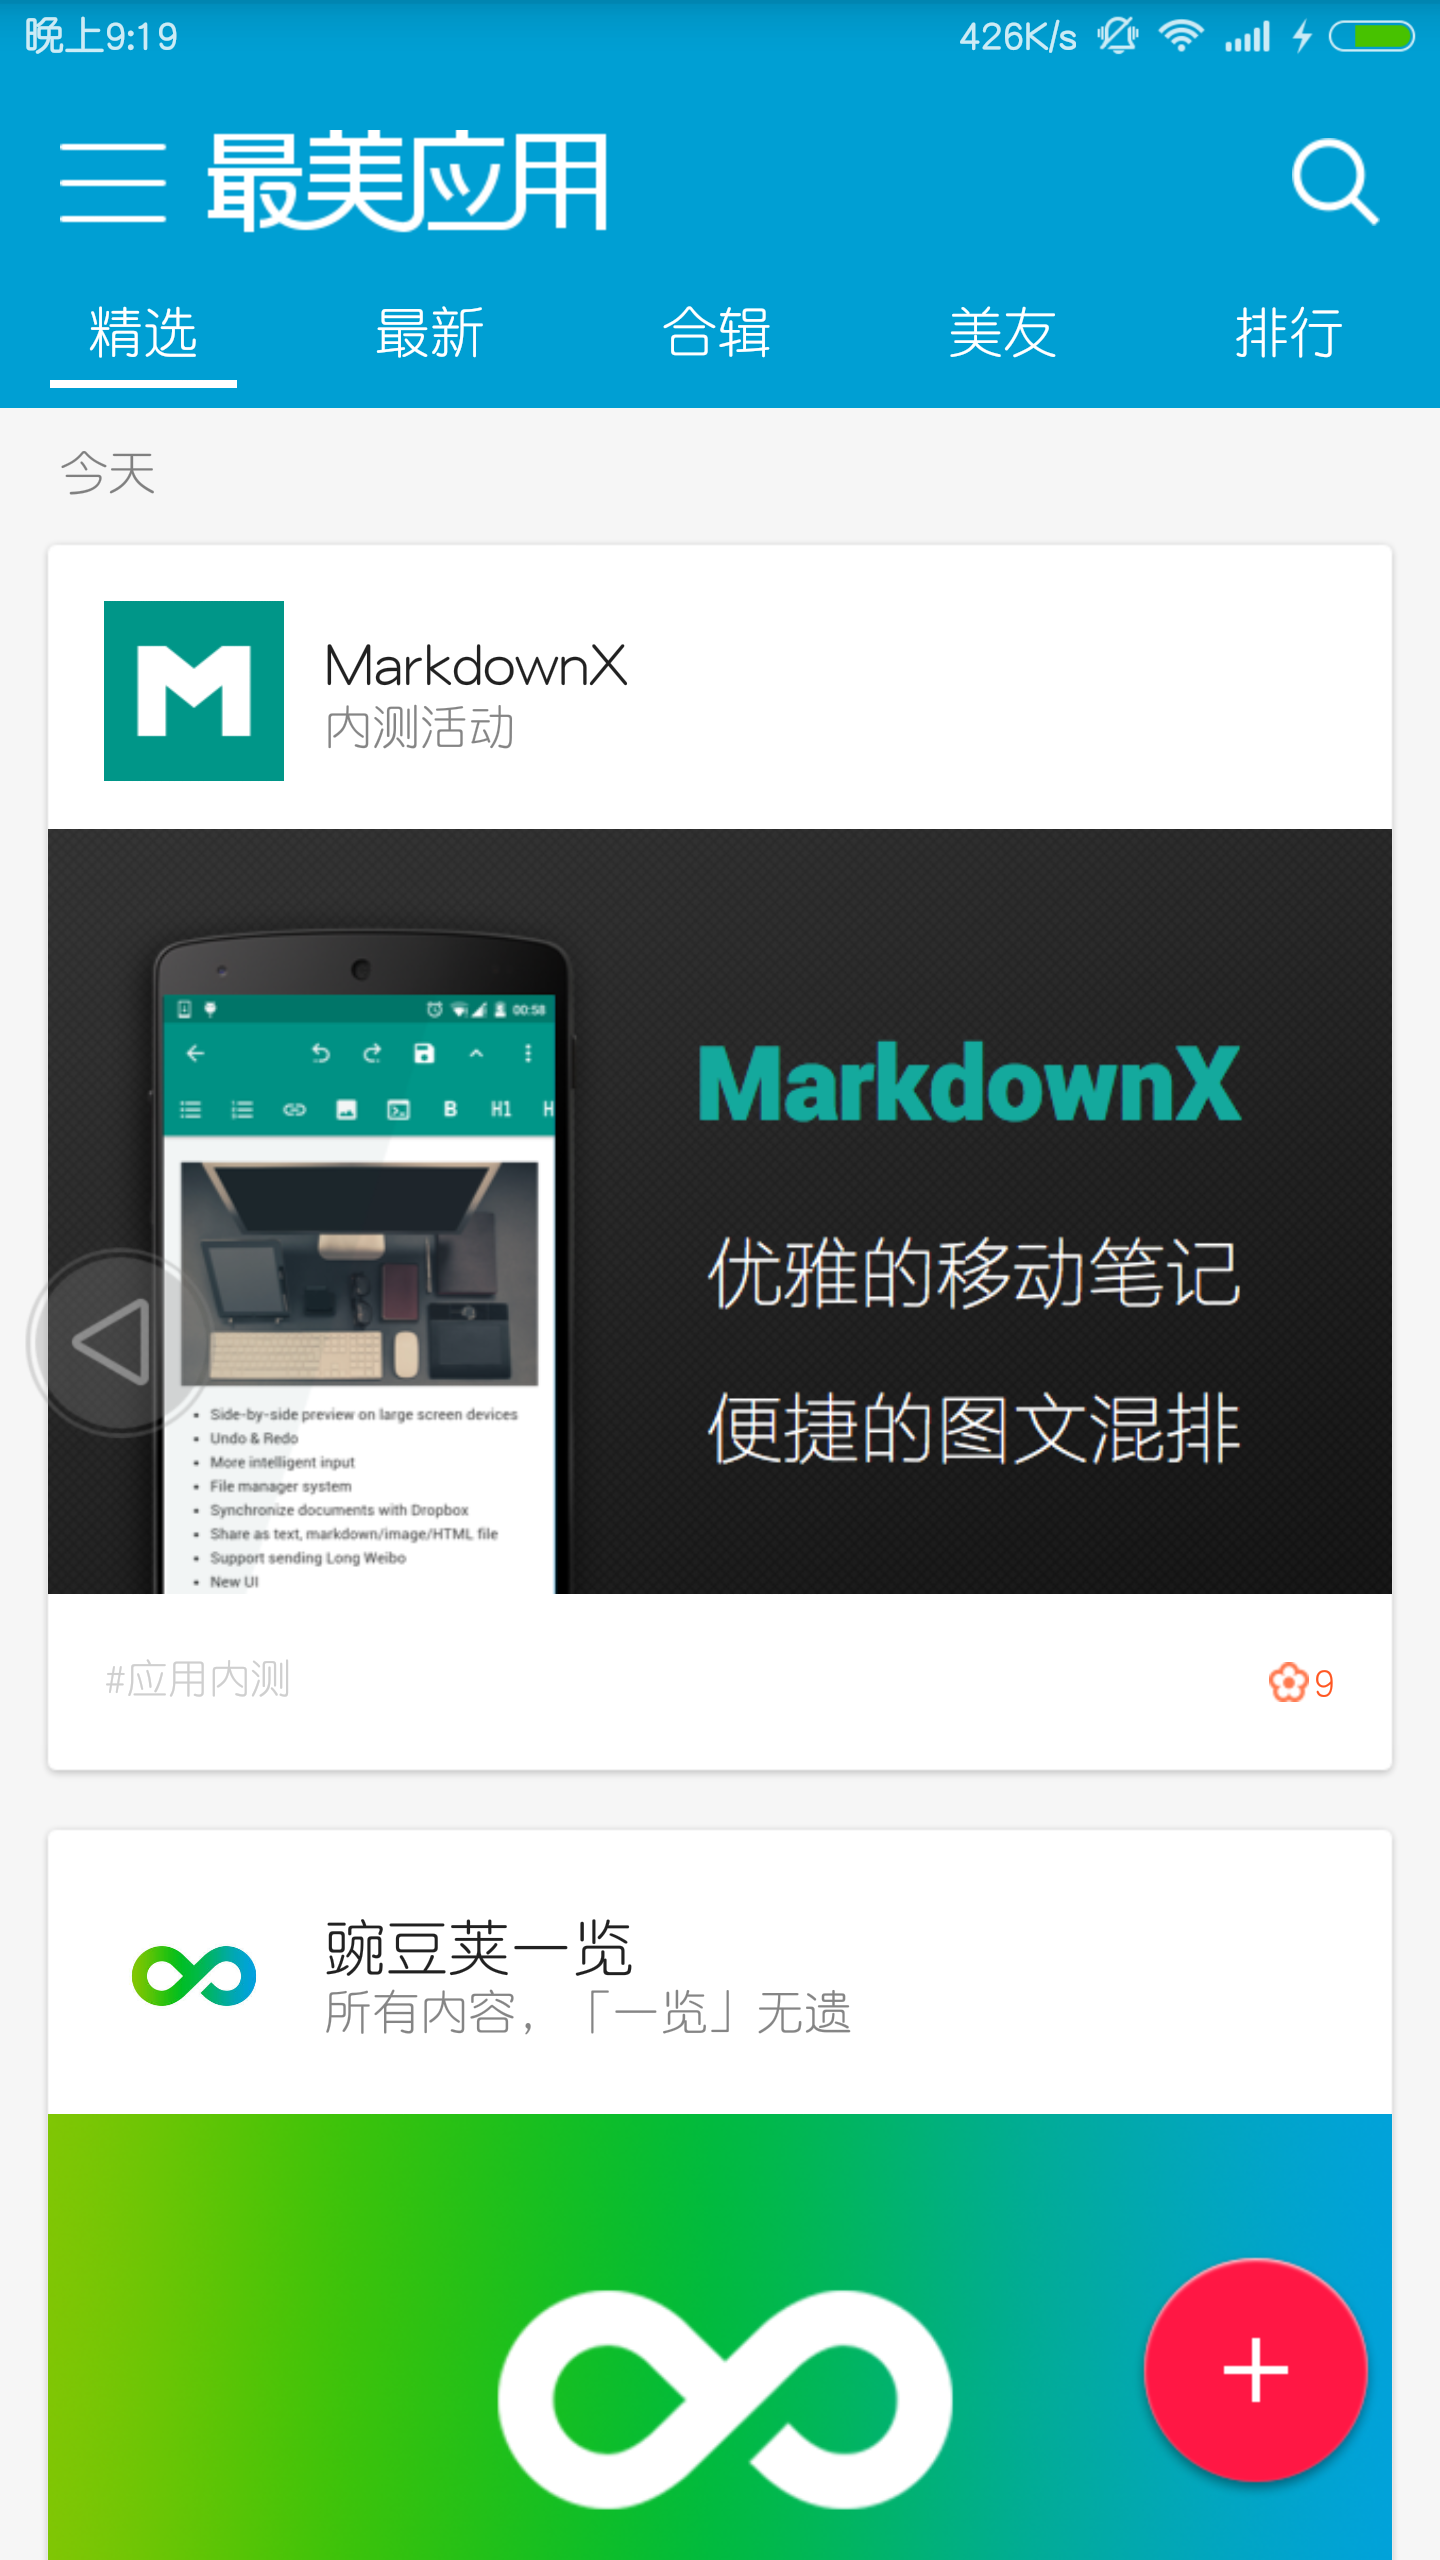 晚上9:19
426K/s
最美应用
精选
最新
合辑
美友
排行
今天
MarkdownX
内测活动
00:58
B
H1
H
MarkdownX
优雅的移动笔记
便捷的图文混排
• Side-by-side preview on large screen devices
• Undo & Redo
• More intelligent input
• File manager system
• Synchronize documents with Dropbox
• Share as text, markdown/image/HTML file
• Support sending Long Weibo
• New UI
#应用内测
9
豌豆荚一览
所有内容，「一览」无遗